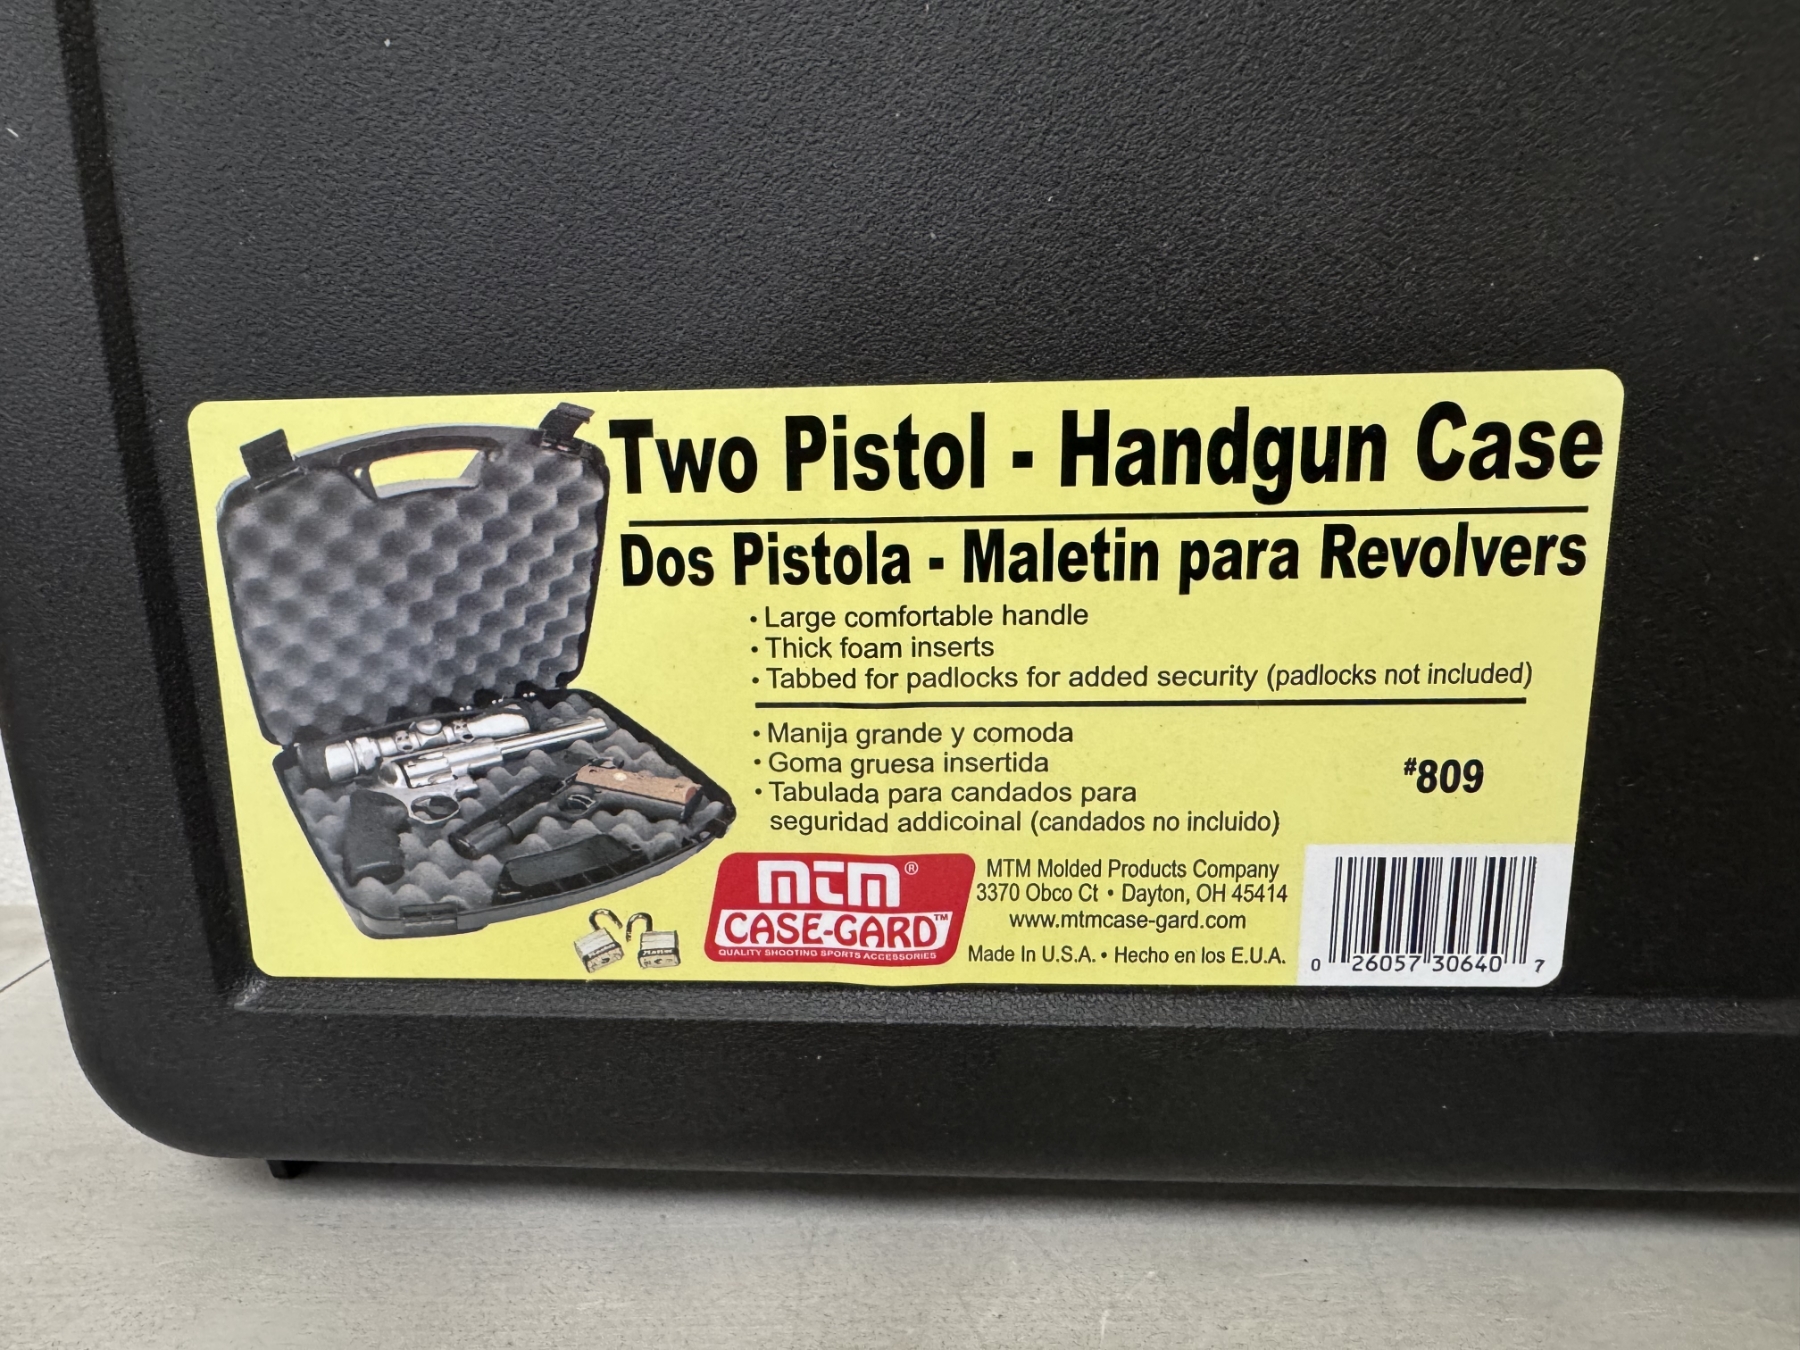 Two Pistol - Handgun Case
Dos Pistola - Maletin para Revolvers
• Large comfortable handle
• Thick foam inserts
• Tabbed for padlocks for added security (padlocks not included)
• Manija grande y comoda
• Goma gruesa insertida
• Tabulada para candados para
seguridad addicoinal (candados no incluido)
#809
mtm®
CASE-GARD™
QUALITY SHOOTING SPORTS ACCESSORIES
MTM Molded Products Company
3370 Obco Ct • Dayton, OH 45414
www.mtmcase-gard.com
Made In U.S.A. • Hecho en los E.U.A.
0 26057 30640 7